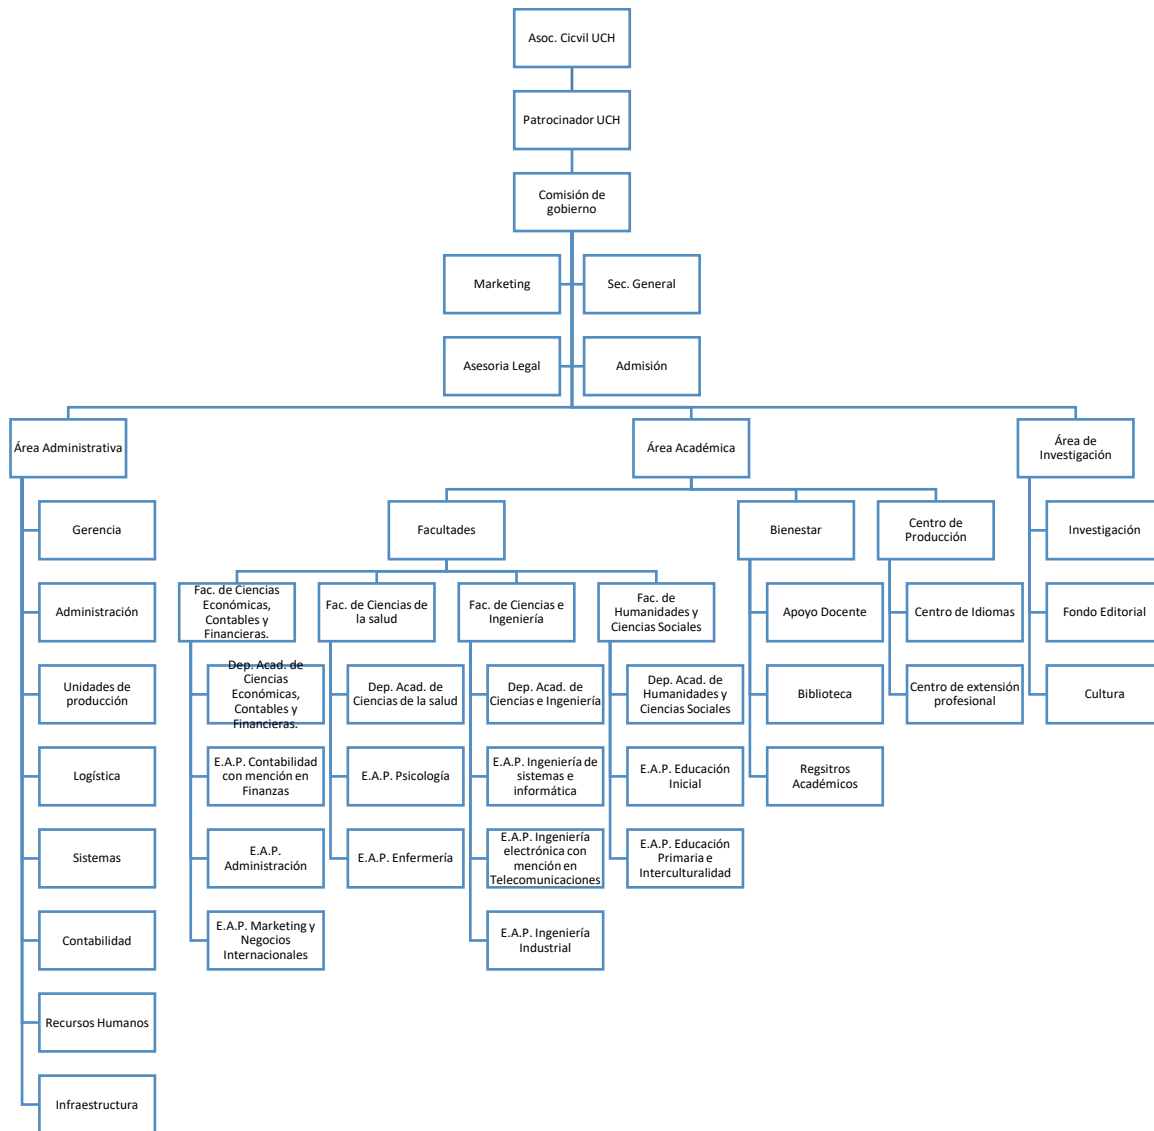 Asoc. Cicvil UCH
Patrocinador UCH
Comisión de
gobierno
Marketing
Sec. General
Asesoria Legal
Admisión
Área Administrativa
Área Académica
Área de
Investigación
Gerencia
Facultades
Bienestar
Centro de
Producción
Investigación
Administración
Fac. de Ciencias
Económicas,
Contables y
Financieras.
Fac. de Ciencias de
la salud
Fac. de Ciencias e
Ingeniería
Fac. de
Humanidades y
Ciencias Sociales
Apoyo Docente
Centro de Idiomas
Fondo Editorial
Unidades de
producción
Dep. Acad. de
Ciencias
Económicas,
Contables y
Financieras.
Dep. Acad. de
Ciencias de la salud
Dep. Acad. de
Ciencias e Ingeniería
Dep. Acad. de
Humanidades y
Ciencias Sociales
Biblioteca
Centro de extensión
profesional
Cultura
Logística
E.A.P. Contabilidad
con mención en
Finanzas
E.A.P. Psicología
E.A.P. Ingeniería de
sistemas e
informática
E.A.P. Educación
Inicial
Regsitros
Académicos
Sistemas
E.A.P.
Administración
E.A.P. Enfermería
E.A.P. Ingeniería
electrónica con
mención en
Telecomunicaciones
E.A.P. Educación
Primaria e
Interculturalidad
Contabilidad
E.A.P. Marketing y
Negocios
Internacionales
E.A.P. Ingeniería
Industrial
Recursos Humanos
Infraestructura